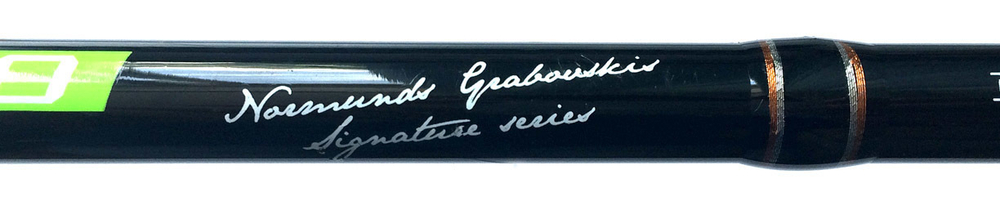 Normunds Grabovskis
Signature series